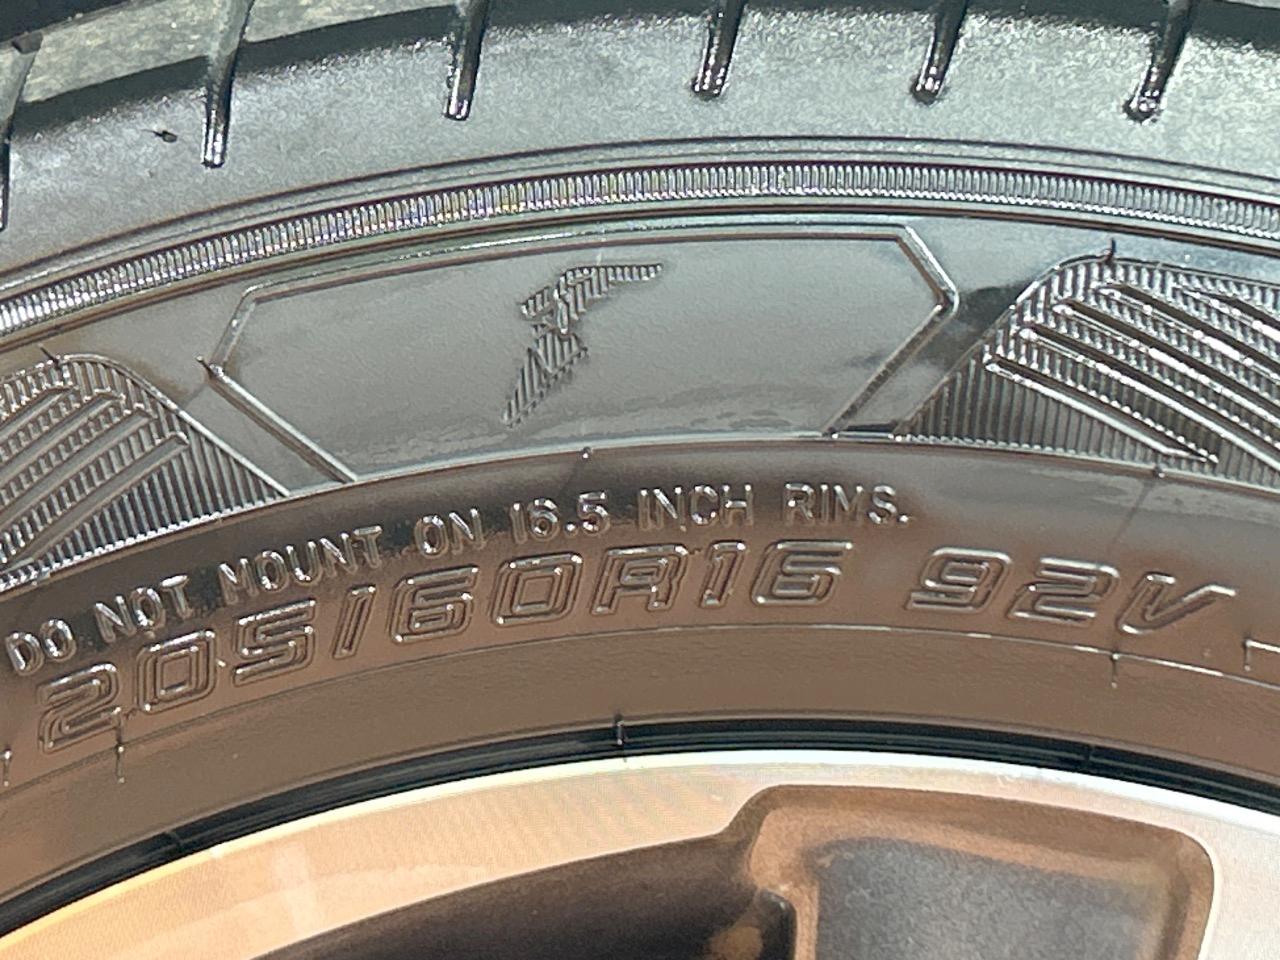 DO NOT MOUNT ON 16.5 INCH RIMS.
205/60R16 92V